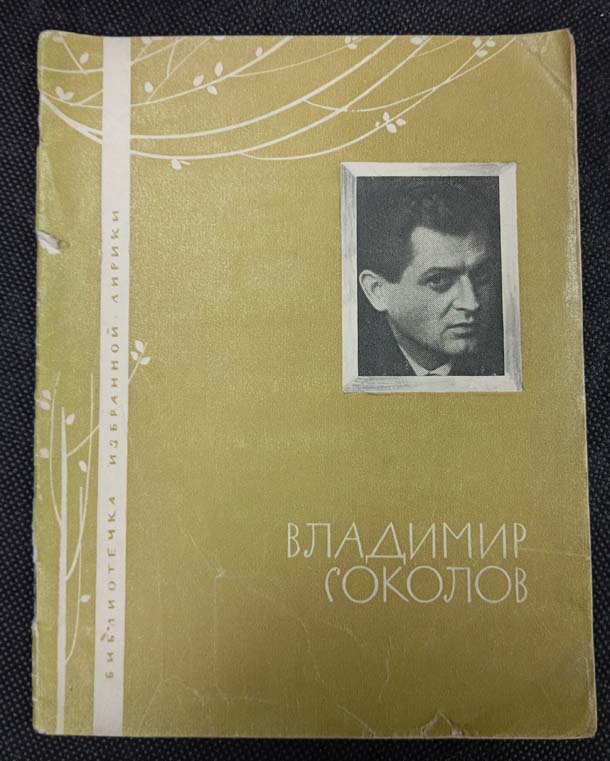 БИБЛИОТЕЧКА ИЗБРАННОЙ ЛИРИКИ
ВЛАДИМИР
СОКОЛОВ